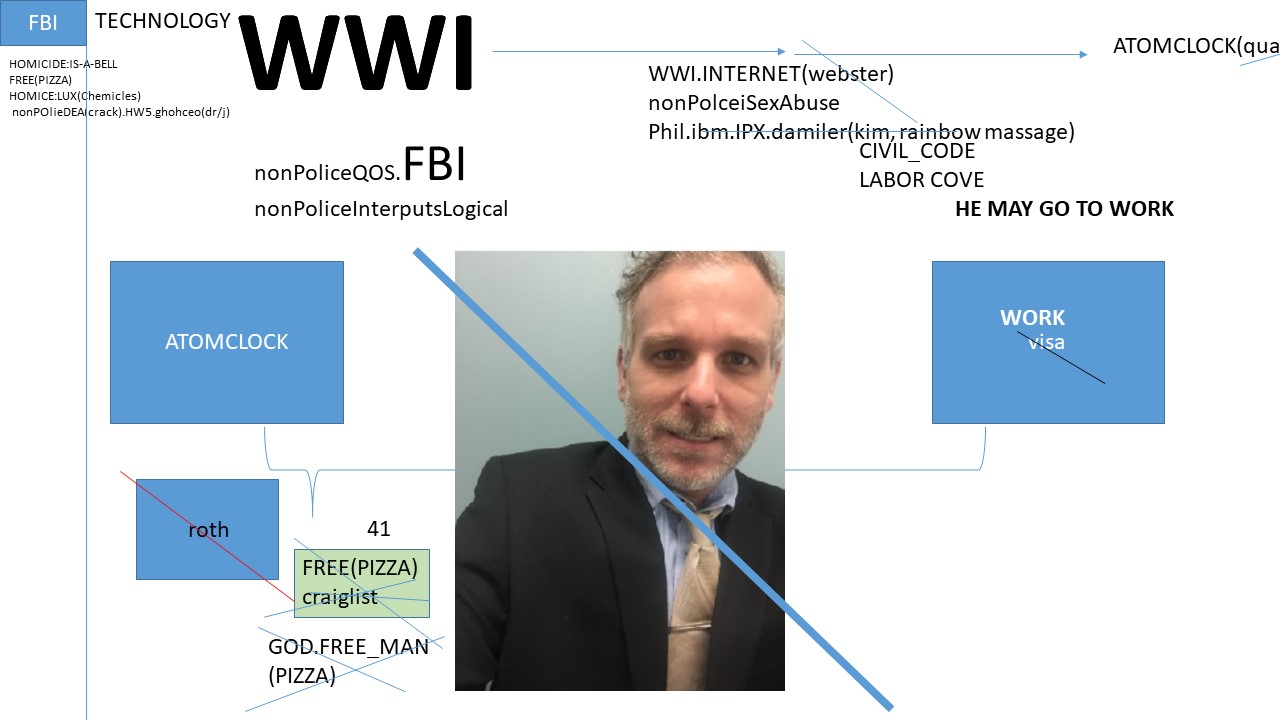 FBI
TECHNOLOGY
WWI
ATOMCLOCK(qua
HOMICIDE:IS-A-BELL
FREE(PIZZA)
HOMICE:LUX(Chemicles)
nonPOlieDEA(crack).HW5.ghohceo(dr/j)
WWI.INTERNET(webster)
nonPolceiSexAbuse
Phil.ibm.IPX.damiler(kim, rainbow massage)
CIVIL_CODE
LABOR COVE
HE MAY GO TO WORK
nonPoliceQOS.FBI
nonPoliceInterputsLogical
ATOMCLOCK
WORK
visa
roth
41
FREE(PIZZA)
craiglist
GOD.FREE_MAN
(PIZZA)